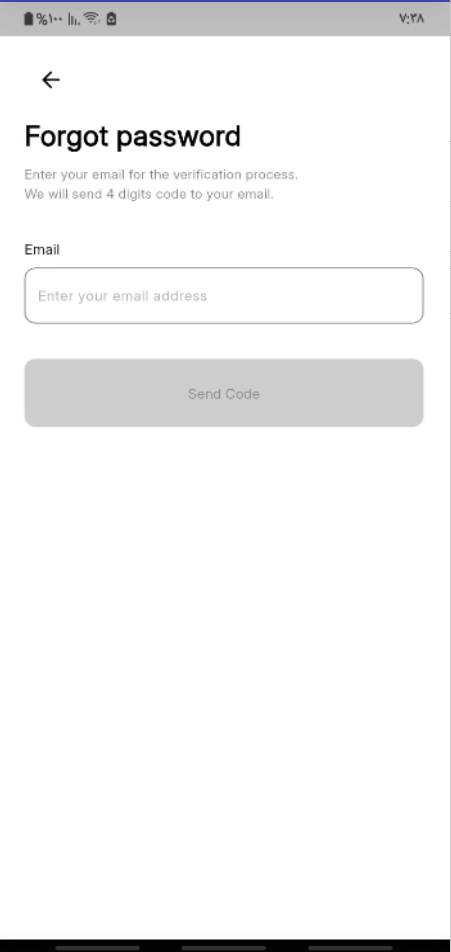 %۱۰۰
۷:۳۸
Forgot password
Enter your email for the verification process.
We will send 4 digits code to your email.
Email
Enter your email address
Send Code